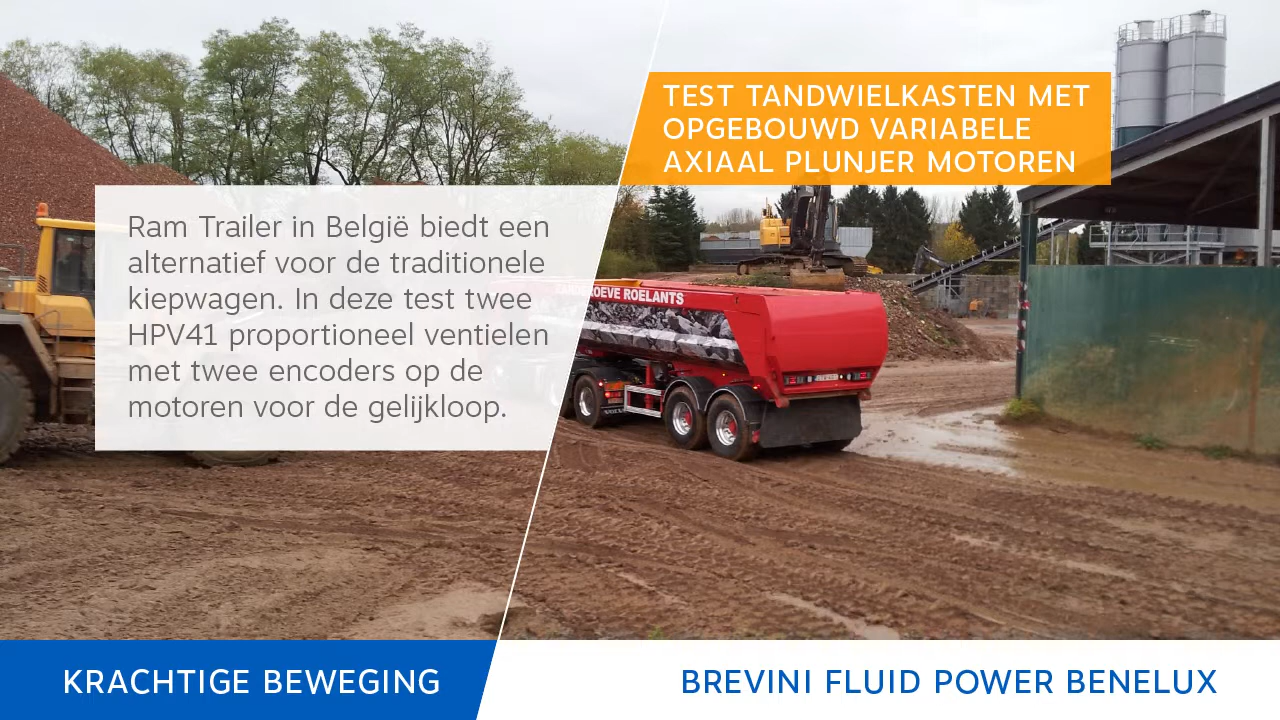 TEST TANDWIELKASTEN MET
OPGEBOUWD VARIABELE
AXIAAL PLUNJER MOTOREN
Ram Trailer in België biedt een
alternatief voor de traditionele
kiepwagen. In deze test twee
HPV41 proportioneel ventielen
met twee encoders op de
motoren voor de gelijkloop.
ROELANTS
KRACHTIGE BEWEGING
BREVINI FLUID POWER BENELUX